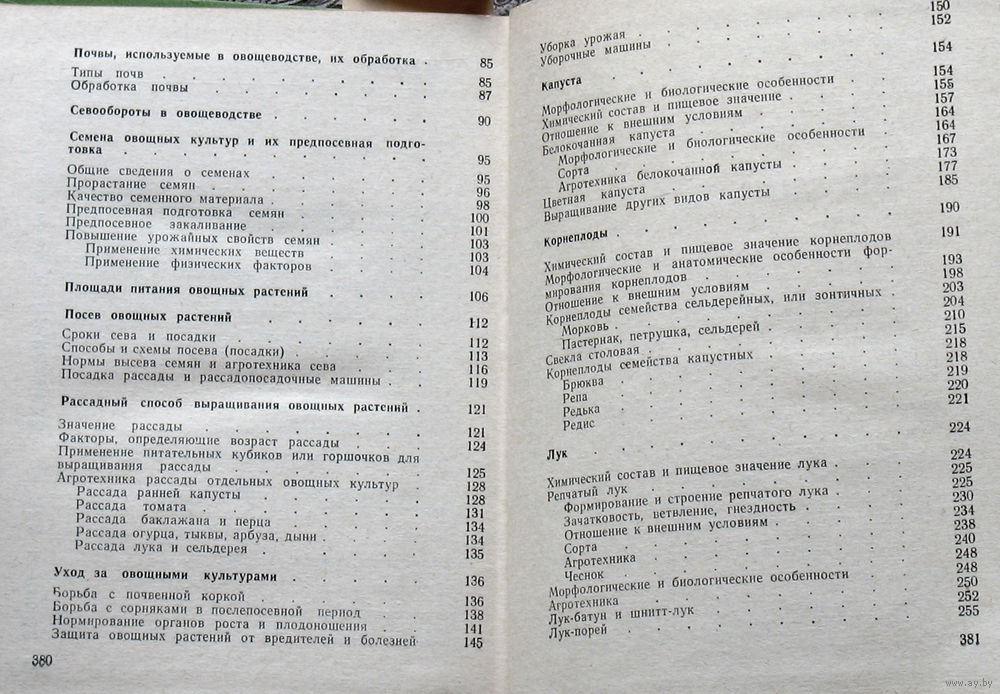 Почвы, используемые в овощеводстве, их обработка . 85
Типы почв . . . . . . . . 85
Обработка почвы . . . . . . . 87
Севообороты в овощеводстве . . . . . . 90
Семена овощных культур и их предпосевная подго-
товка . . . . . . . . . . 95
Общие сведения о семенах . . . . . 95
Прорастание семян . . . . . . . 96
Качество семенного материала . . . . . 98
Предпосевная подготовка семян . . . . . 100
Предпосевное закаливание . . . . . 101
Повышение урожайных свойств семян . . . . 103
Применение химических веществ . . . . 103
Применение физических факторов . . . . 104
Площади питания овощных растений . . . . 106
Посев овощных растений . . . . . . 112
Сроки сева и посадки . . . . . . 112
Способы и схемы посева (посадки) . . . . 113
Нормы высева семян и агротехника сева . . . 116
Посадка рассады и рассадопосадочные машины . . 119
Рассадный способ выращивания овощных растений . 121
Значение рассады . . . . . . . 121
Факторы, определяющие возраст рассады . . . 124
Применение питательных кубиков или горшочков для
выращивания рассады . . . . . . 125
Агротехника рассады отдельных овощных культур . 128
Рассада ранней капусты . . . . . 128
Рассада томата . . . . . . . 131
Рассада баклажана и перца . . . . . 134
Рассада огурца, тыквы, арбуза, дыни . . . 134
Рассада лука и сельдерея . . . . . 135
Уход за овощными культурами . . . . . 136
Борьба с почвенной коркой . . . . . 136
Борьба с сорняками в послепосевной период . . 138
Нормирование органов роста и плодоношения . . 141
Защита овощных растений от вредителей и болезней 145
380
Уборка урожая . . . . . . . . 150
Уборочные машины . . . . . . . 152
Капуста . . . . . . . . . 154
Морфологические и биологические особенности . . 154
Химический состав и пищевое значение . . . 155
Отношение к внешним условиям . . . . 157
Белокочанная капуста . . . . . . 164
Морфологические и биологические особенности . 164
Сорта . . . . . . . . . 167
Агротехника белокочанной капусты . . . 173
Цветная капуста . . . . . . . 177
Выращивание других видов капусты . . . . 185
Корнеплоды . . . . . . . . 190
Химический состав и пищевое значение корнеплодов 191
Морфологические и анатомические особенности фор-
мирования корнеплодов . . . . . . 193
Отношение к внешним условиям . . . . 198
Корнеплоды семейства сельдерейных, или зонтичных . 203
Морковь . . . . . . . . 204
Пастернак, петрушка, сельдерей . . . . 210
Свекла столовая . . . . . . . 215
Корнеплоды семейства капустных . . . . 218
Брюква . . . . . . . . 218
Репа . . . . . . . . . 219
Редька . . . . . . . . 220
Редис . . . . . . . . 221
Лук . . . . . . . . . . 224
Химический состав и пищевое значение лука . . 224
Репчатый лук . . . . . . . . 225
Формирование и строение репчатого лука . . 225
Зачатковость, ветвление, гнездность . . . 230
Отношение к внешним условиям . . . . 234
Сорта . . . . . . . . . 238
Агротехника . . . . . . . 240
Чеснок . . . . . . . . . 248
Морфологические и биологические особенности . . 248
Агротехника . . . . . . . . 250
Лук-батун и шнитт-лук . . . . . . 252
Лук-порей . . . . . . . . 255
381
www.ay.by